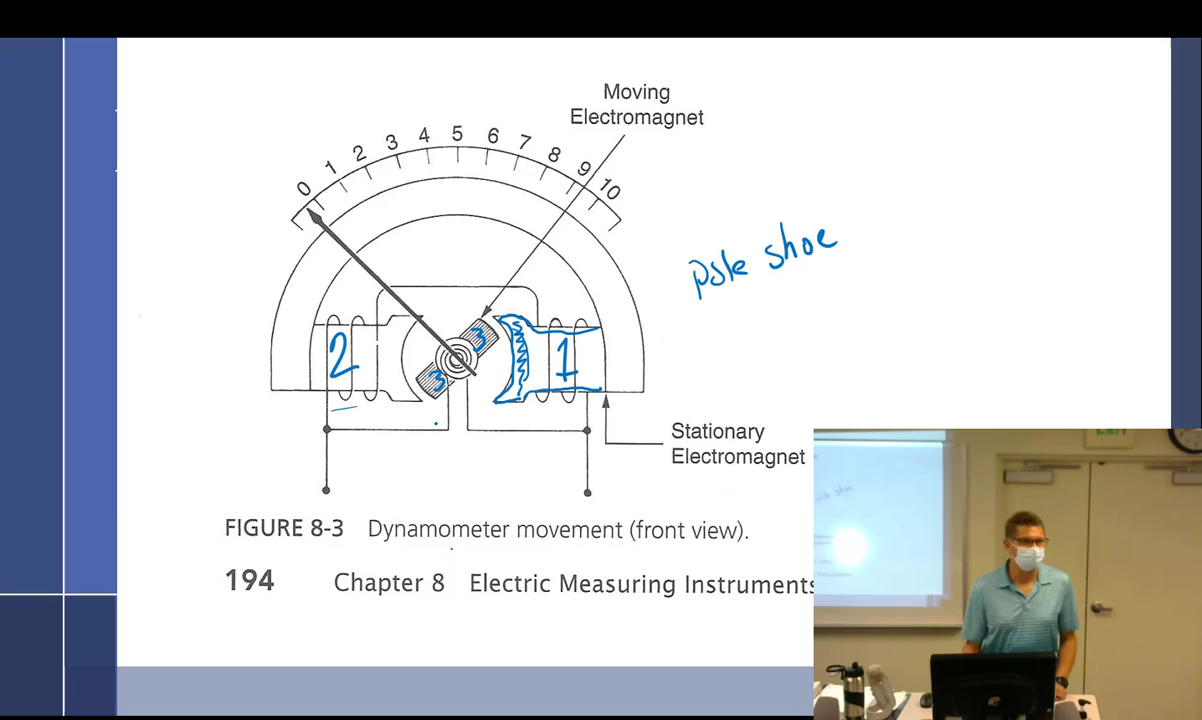 Moving
Electromagnet
0 1 2 3 4 5 6 7 8 9 10
pole shoe
2 3 3 1
Stationary
Electromagnet
FIGURE 8-3 Dynamometer movement (front view).
194 Chapter 8 Electric Measuring Instruments
EXIT